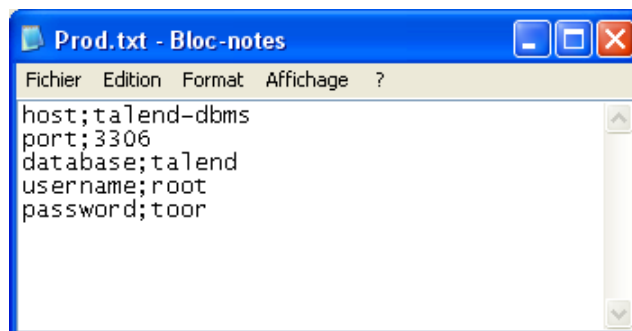 Prod.txt - Bloc-notes
Fichier Edition Format Affichage ?
host;talend-dbms
port;3306
database;talend
username;root
password;toor